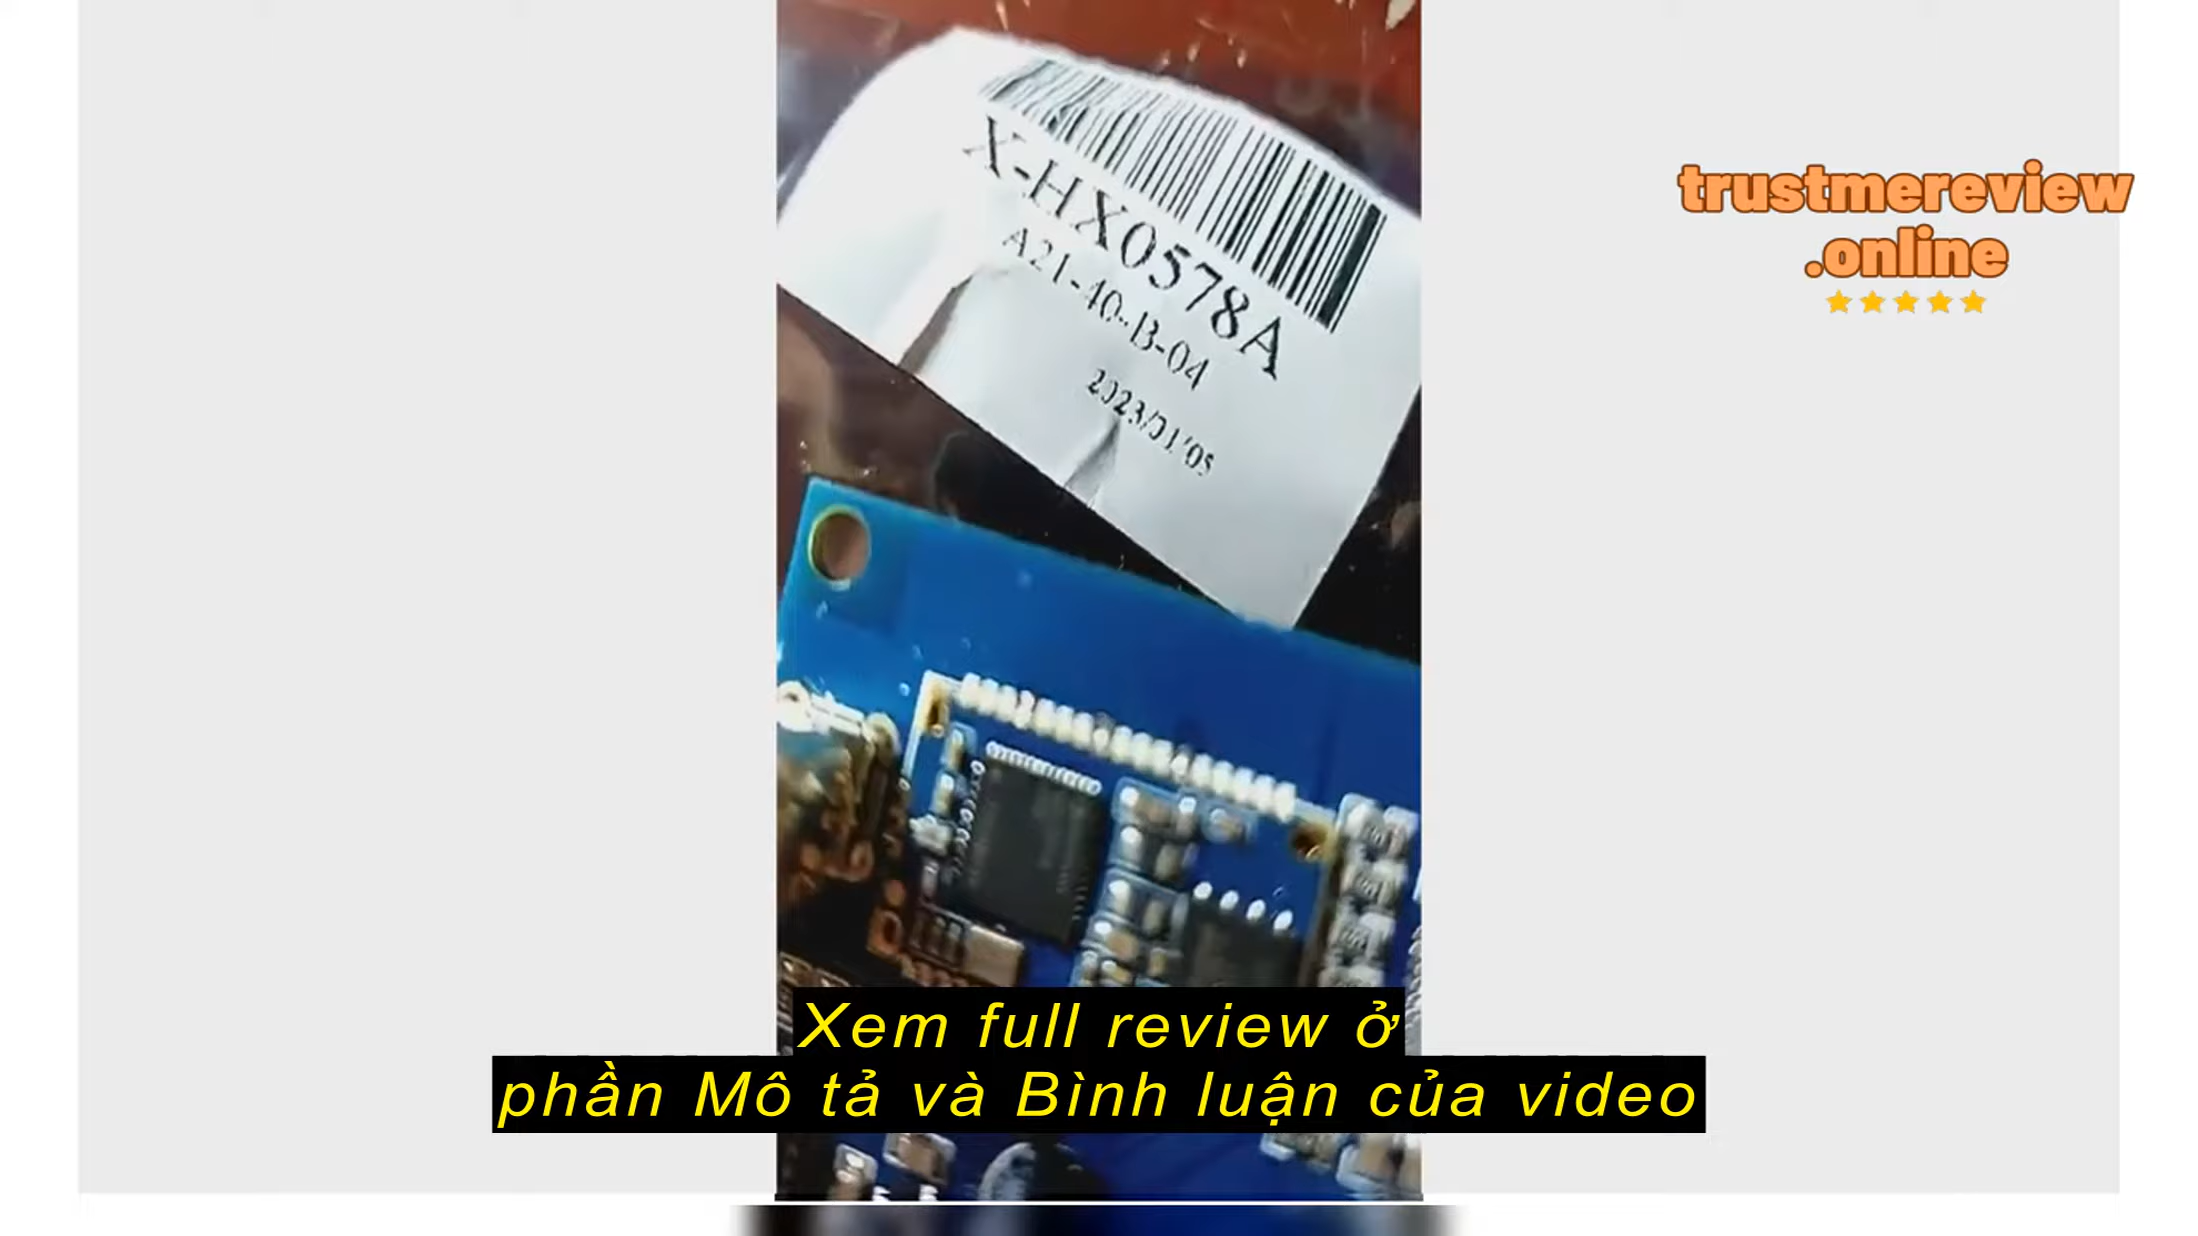 X-HX0578A
A21-40-B-04
2023/01/05
trustmereview
.online
Xem full review ở
phần Mô tả và Bình luận của video